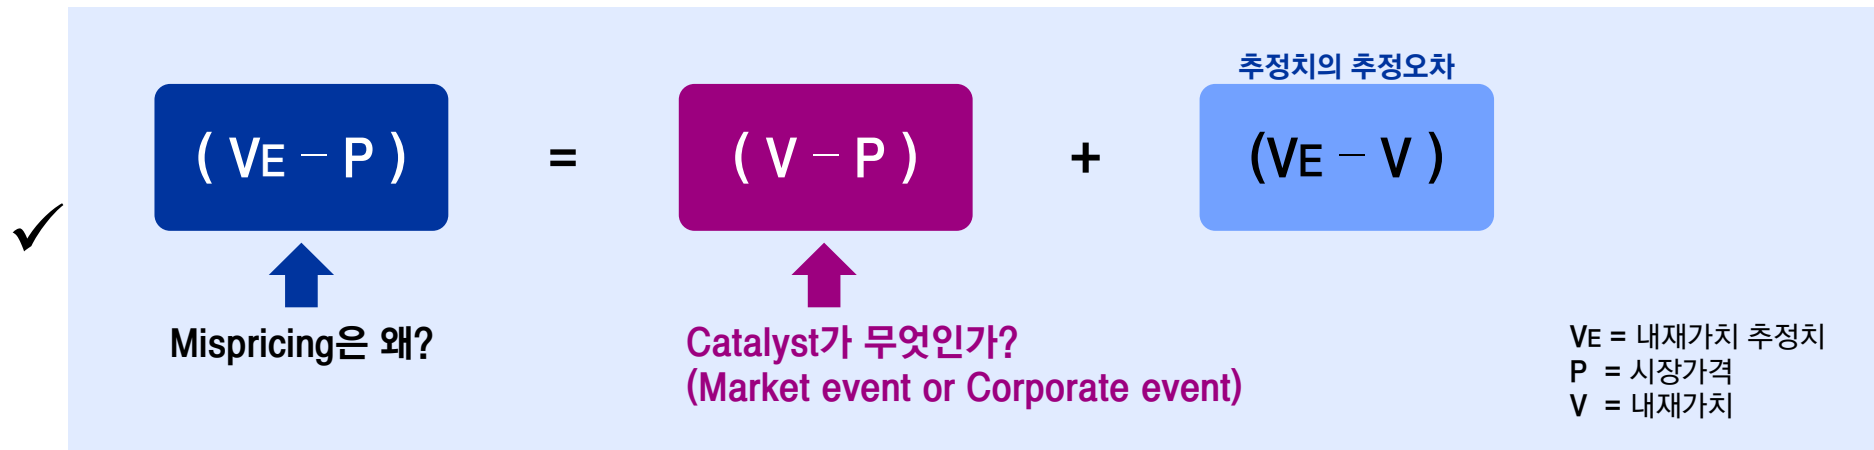 추정치의 추정오차
( VE – P ) = ( V – P ) + (VE – V )
Mispricing은 왜?
Catalyst가 무엇인가?
(Market event or Corporate event)
VE = 내재가치 추정치
P = 시장가격
V = 내재가치